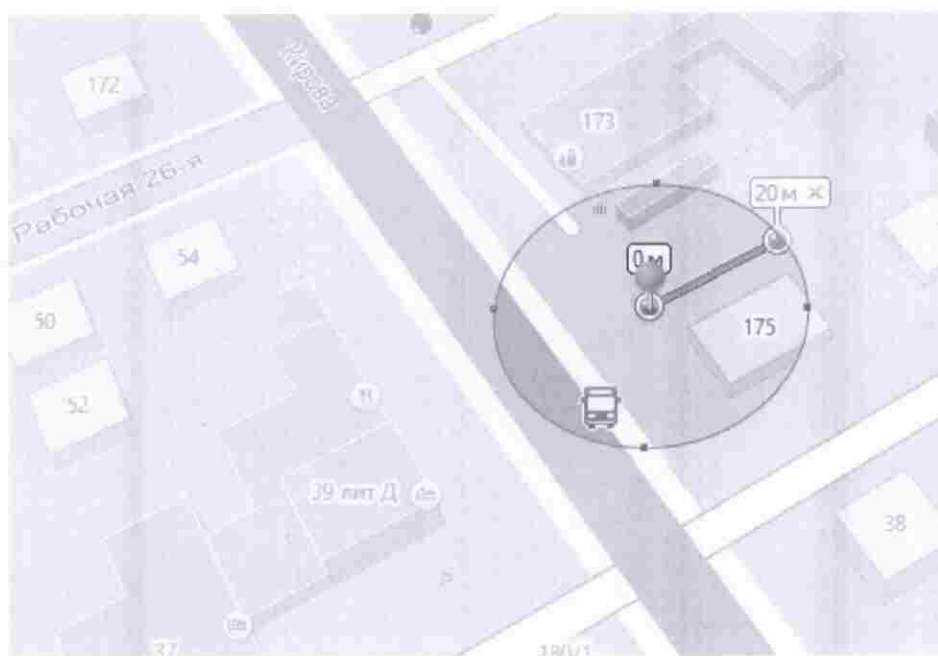 Кирова
172
173
Рабочая 26-я
20 м ×
54
0 м
50
175
52
39 лит Д
38
37
180/1